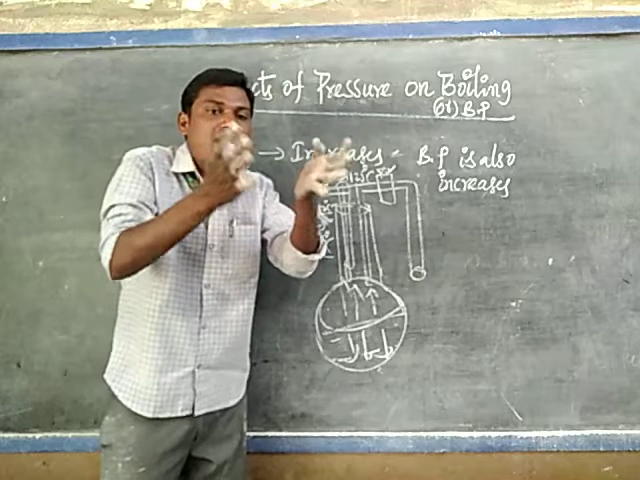 cts of Pressure on Boiling
(or) B.P
→ Increases - B.P is also
increases